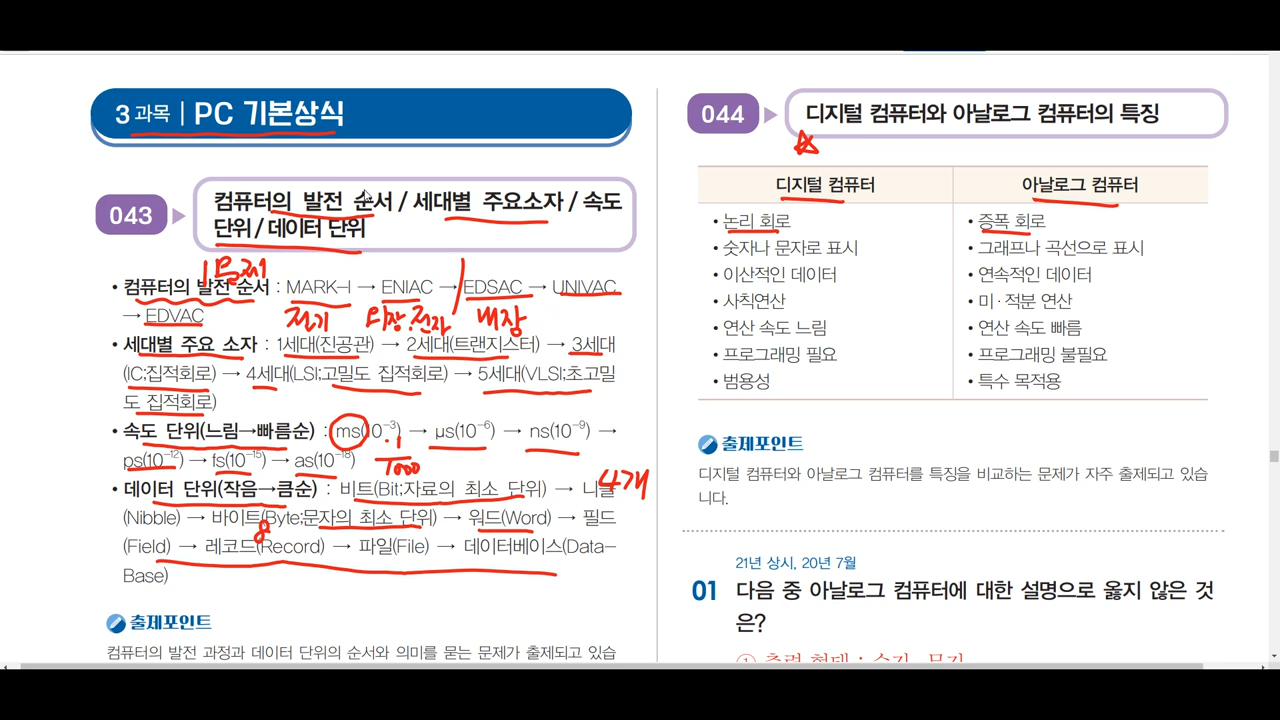 3 과목 | PC 기본상식
043
컴퓨터의 발전 순서 / 세대별 주요소자 / 속도
단위 / 데이터 단위
• 컴퓨터의 발전 순서 : MARK-I → ENIAC → EDSAC → UNIVAC
→ EDVAC
전기
외장.전자
내장
• 세대별 주요 소자 : 1세대(진공관) → 2세대(트랜지스터) → 3세대
(IC;집적회로) → 4세대(LSI;고밀도 집적회로) → 5세대(VLSI;초고밀
도 집적회로)
• 속도 단위(느림→빠름순) : ms(10⁻³) → μs(10⁻⁶) → ns(10⁻⁹) →
ps(10⁻¹²) → fs(10⁻¹⁵) → as(10⁻¹⁸)
1
1000
4개
• 데이터 단위(작음→큼순) : 비트(Bit;자료의 최소 단위) → 니블
(Nibble) → 바이트(Byte;문자의 최소 단위) → 워드(Word) → 필드
8
(Field) → 레코드(Record) → 파일(File) → 데이터베이스(Data-
Base)
출제포인트
컴퓨터의 발전 과정과 데이터 단위의 순서와 의미를 묻는 문제가 출제되고 있습
044
디지털 컴퓨터와 아날로그 컴퓨터의 특징
디지털 컴퓨터
아날로그 컴퓨터
• 논리 회로
• 증폭 회로
• 숫자나 문자로 표시
• 그래프나 곡선으로 표시
• 이산적인 데이터
• 연속적인 데이터
• 사칙연산
• 미·적분 연산
• 연산 속도 느림
• 연산 속도 빠름
• 프로그래밍 필요
• 프로그래밍 불필요
• 범용성
• 특수 목적용
출제포인트
디지털 컴퓨터와 아날로그 컴퓨터를 특징을 비교하는 문제가 자주 출제되고 있습
니다.
21년 상시, 20년 7월
01 다음 중 아날로그 컴퓨터에 대한 설명으로 옳지 않은 것
은?